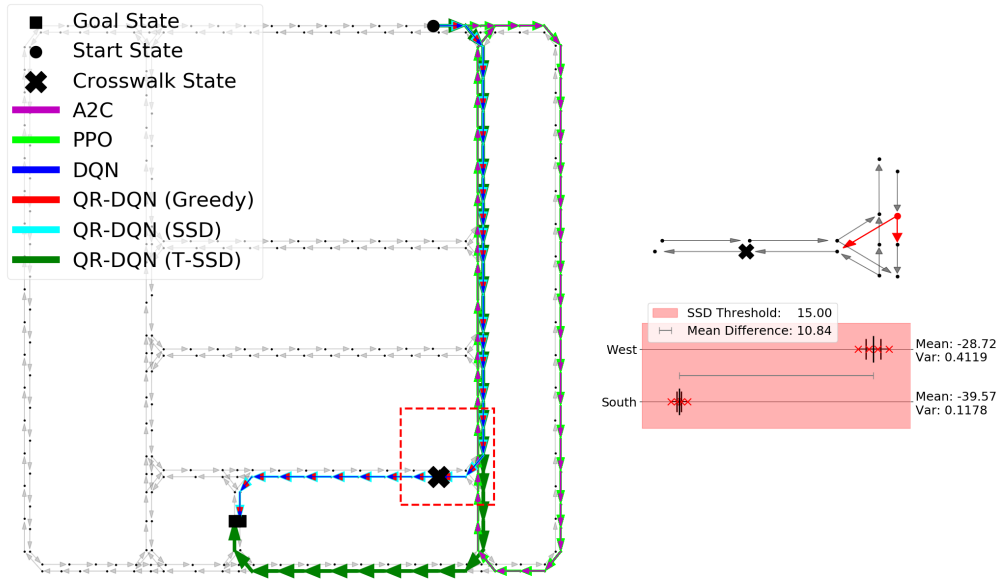 Goal State
Start State
Crosswalk State
A2C
PPO
DQN
QR-DQN (Greedy)
QR-DQN (SSD)
QR-DQN (T-SSD)
SSD Threshold: 15.00
Mean Difference: 10.84
West
Mean: -28.72
Var: 0.4119
South
Mean: -39.57
Var: 0.1178